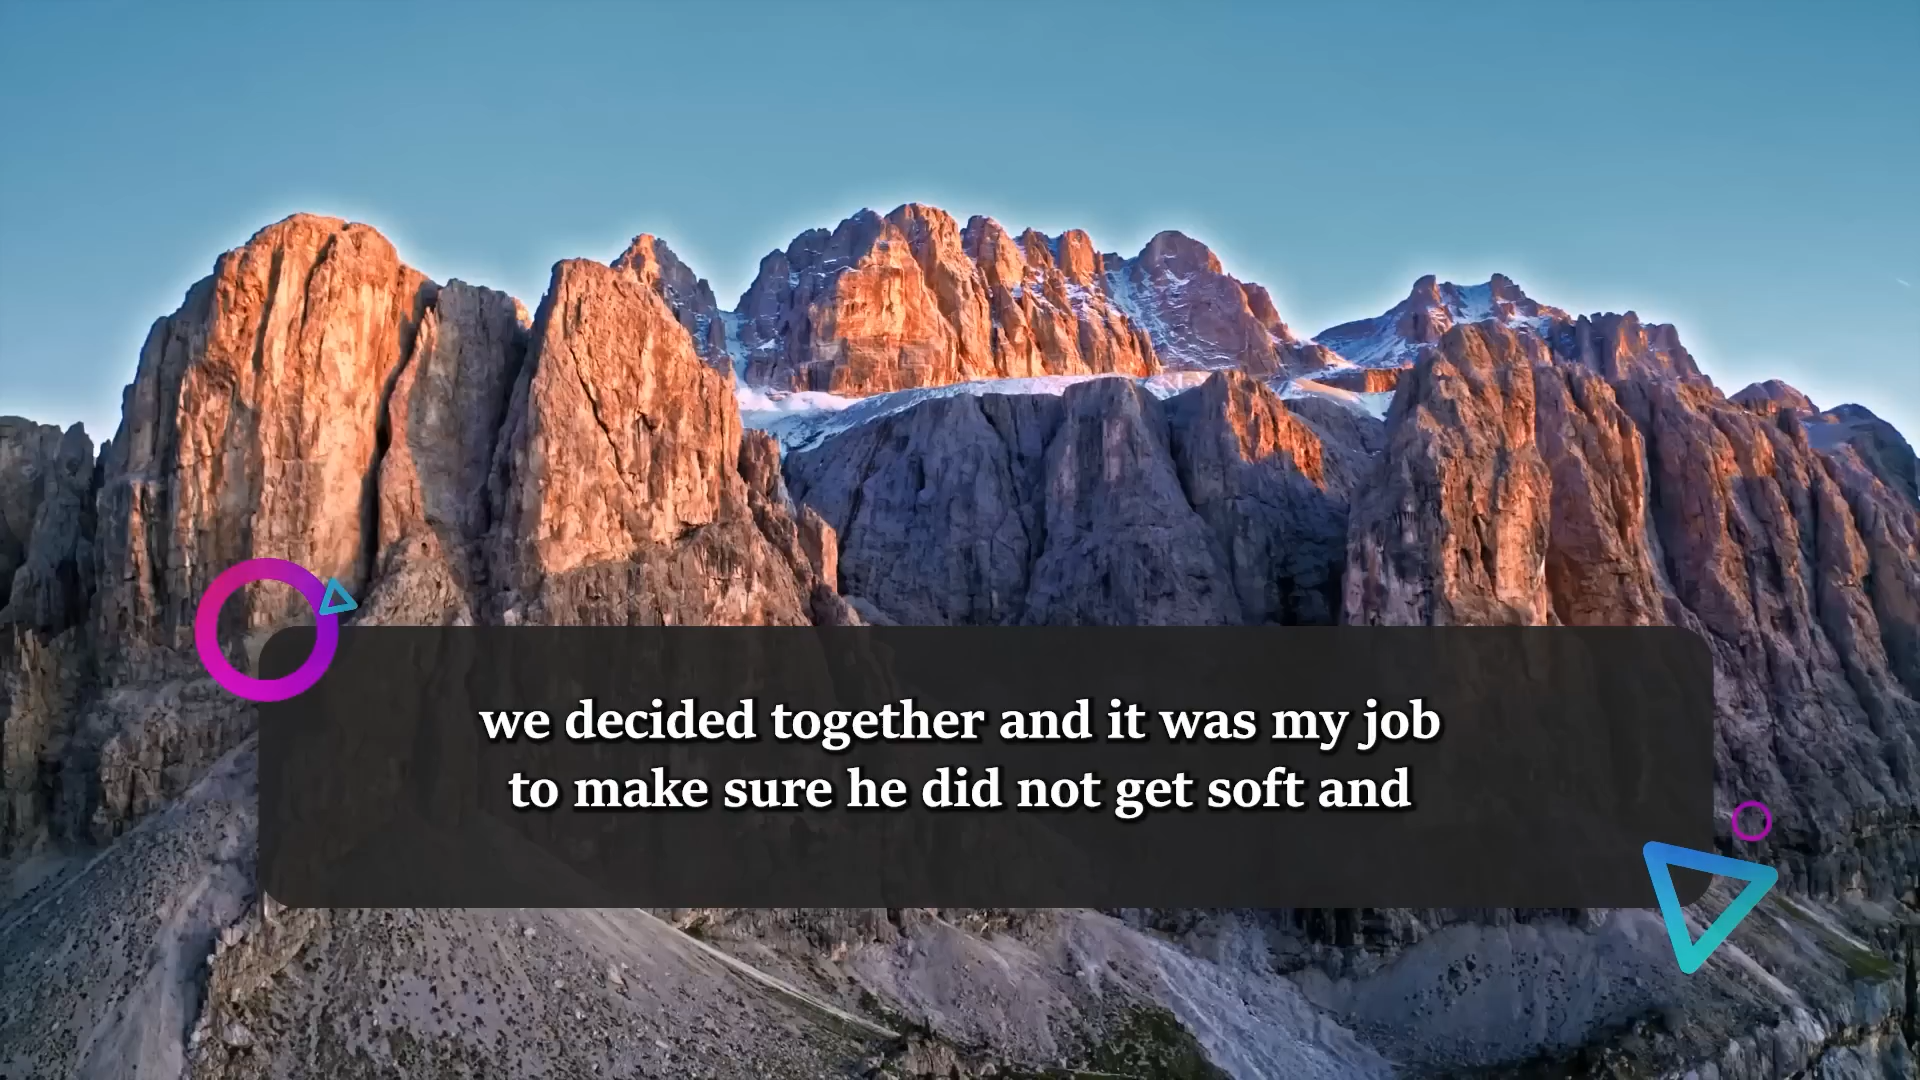 we decided together and it was my job
to make sure he did not get soft and